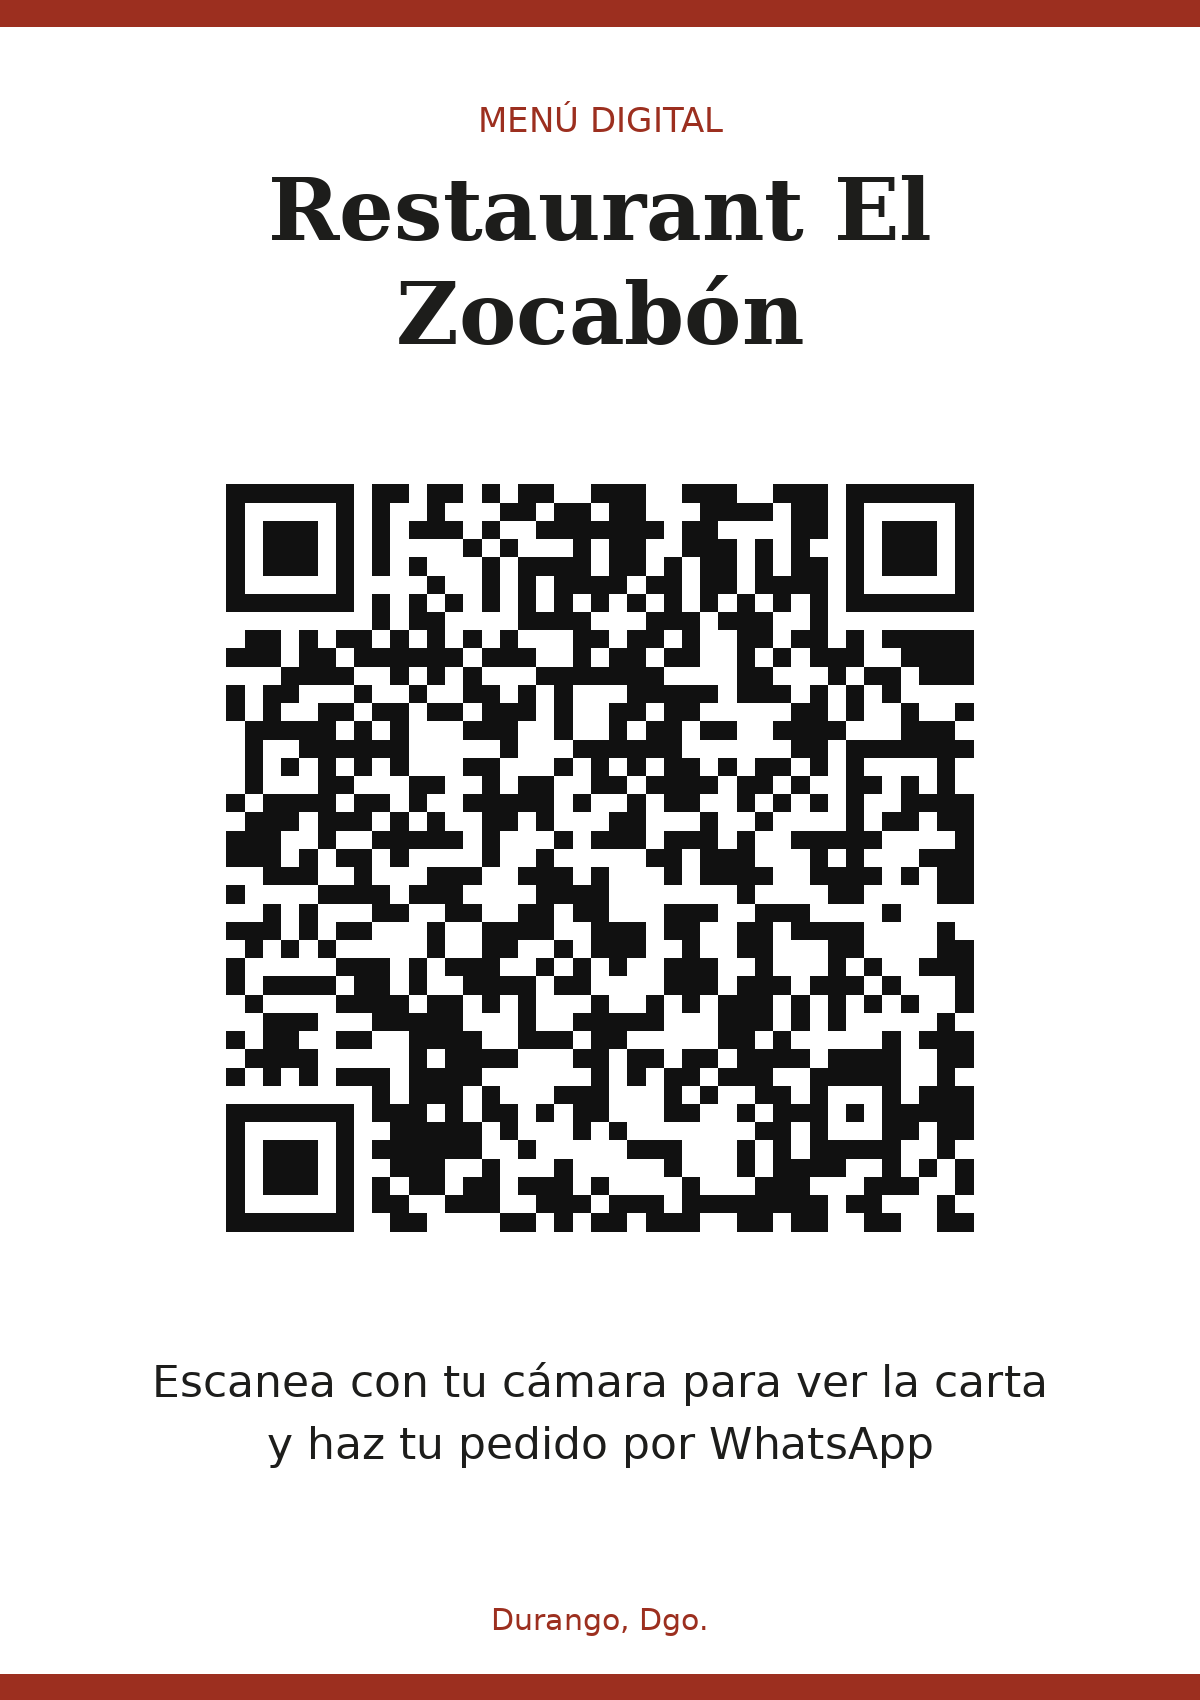 MENÚ DIGITAL
Restaurant El
Zocabón
Escanea con tu cámara para ver la carta
y haz tu pedido por WhatsApp
Durango, Dgo.